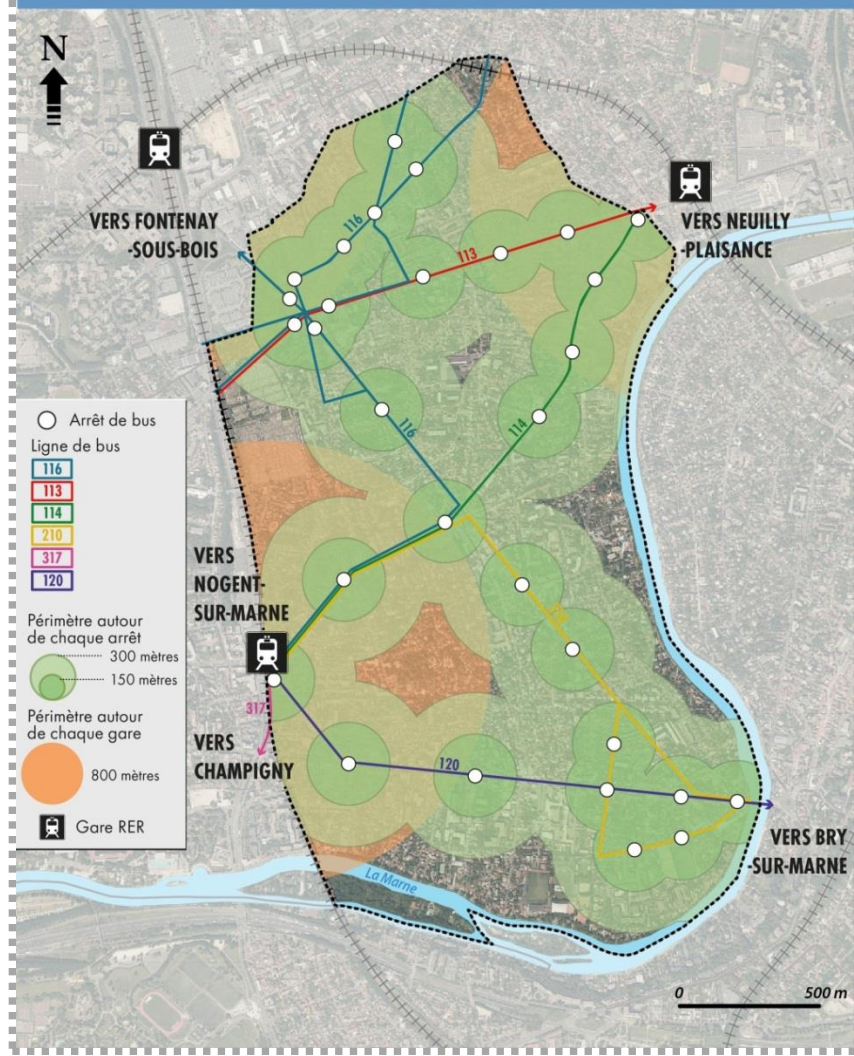 N
VERS FONTENAY
-SOUS-BOIS
VERS NEUILLY
-PLAISANCE
116
113
Arrêt de bus
Ligne de bus
116
113
114
210
317
120
Périmètre autour
de chaque arrêt
300 mètres
150 mètres
Périmètre autour
de chaque gare
800 mètres
Gare RER
114
116
VERS
NOGENT-
SUR-MARNE
210
317
VERS
CHAMPIGNY
120
VERS BRY
-SUR-MARNE
La Marne
0 500 m